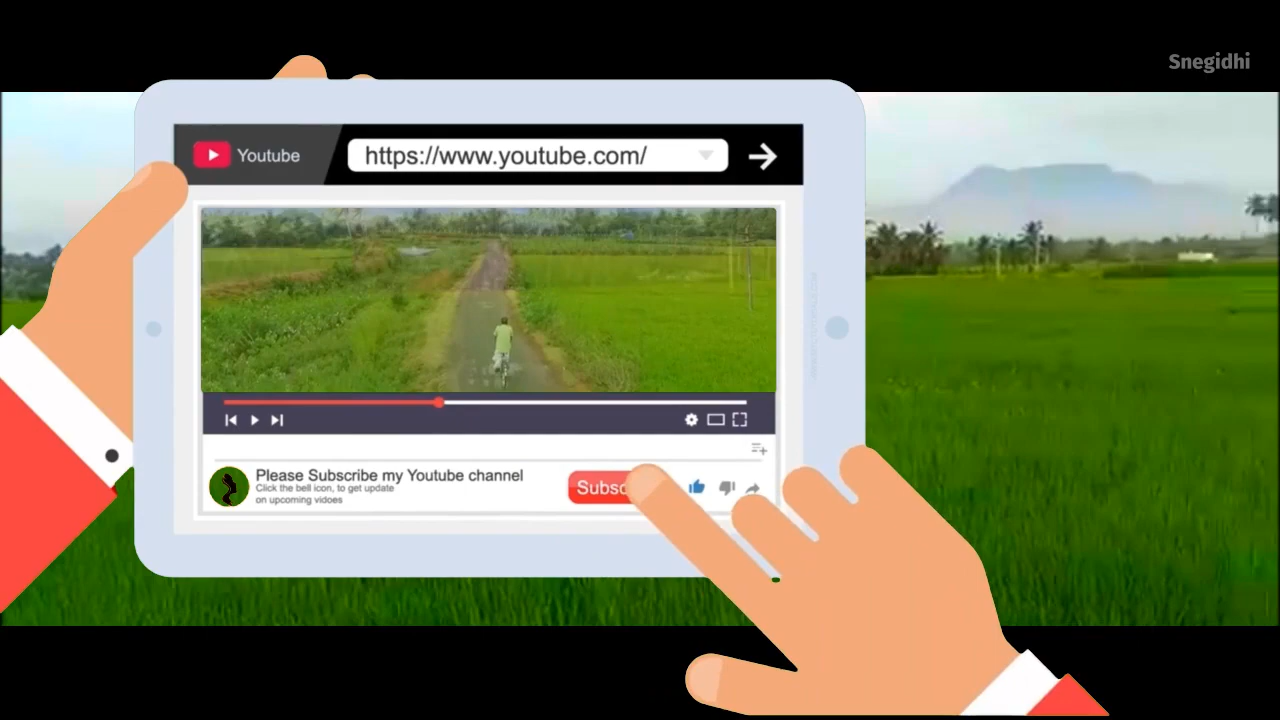 Snegidhi
Youtube
https://www.youtube.com/
Please Subscribe my Youtube channel
Click the bell icon, to get update
on upcoming vidoes
Subsc